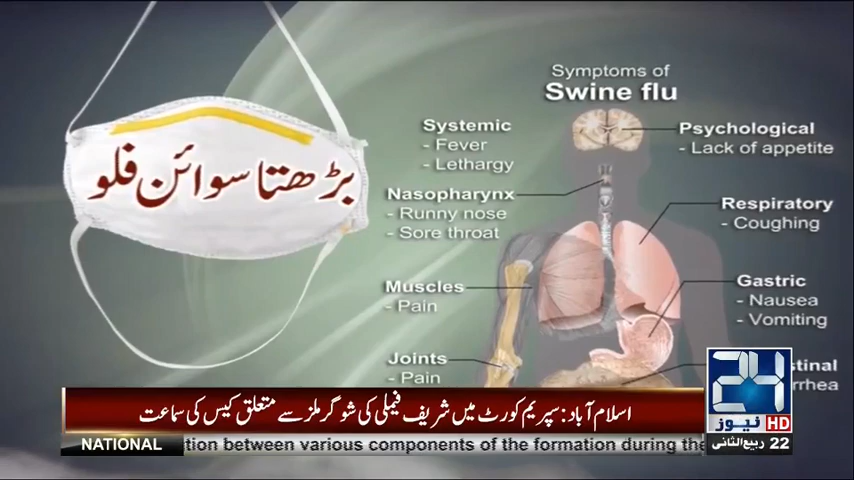 بڑھتا سوائن فلو
Symptoms of
Swine flu
Systemic
- Fever
- Lethargy
Psychological
- Lack of appetite
Nasopharynx
- Runny nose
- Sore throat
Respiratory
- Coughing
Muscles
- Pain
Gastric
- Nausea
- Vomiting
Joints
- Pain
stinal
rrhea
24
نیوز HD
22 ربیع الثانی
اسلام آباد: سپریم کورٹ میں شریف فیملی کی شوگر ملز سے متعلق کیس کی سماعت
NATIONAL
tion between various components of the formation during the